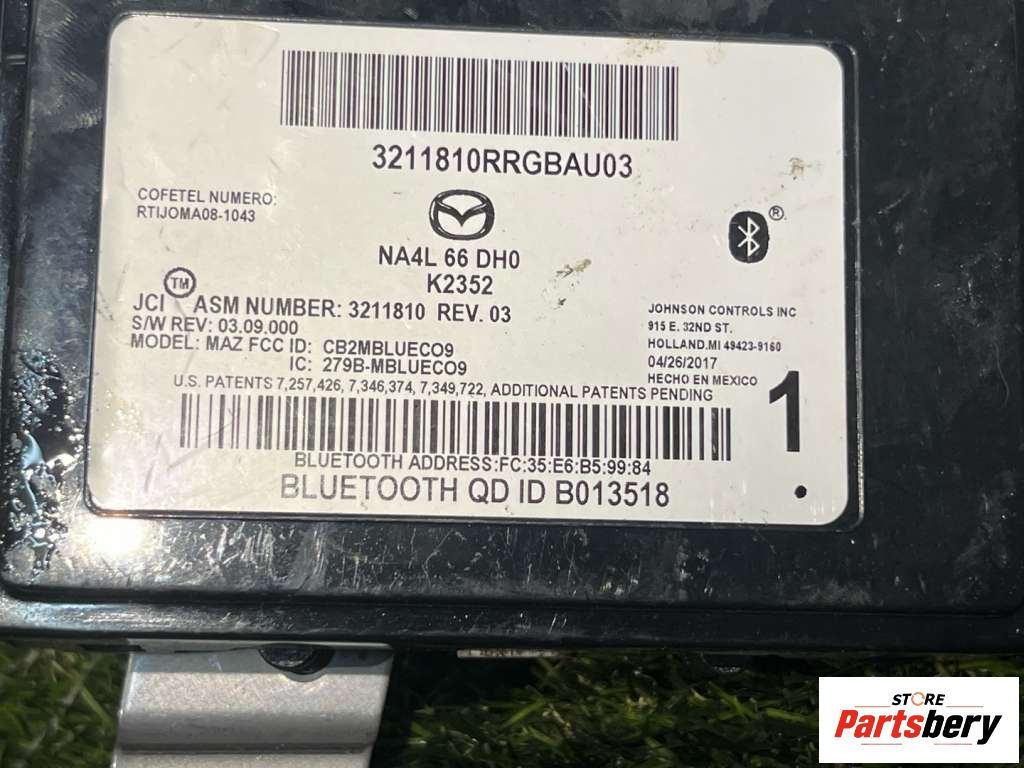 3211810RRGBAU03
COFETEL NUMERO:
RTIJOMA08-1043
®
NA4L 66 DH0
K2352
TM
JCI ASM NUMBER: 3211810 REV. 03
S/W REV: 03.09.000
MODEL: MAZ FCC ID: CB2MBLUEC09
IC: 279B-MBLUEC09
JOHNSON CONTROLS INC
915 E. 32ND ST.
HOLLAND.MI 49423-9160
04/26/2017
HECHO EN MEXICO
1
U.S. PATENTS 7,257,426, 7,346,374, 7,349,722, ADDITIONAL PATENTS PENDING
BLUETOOTH ADDRESS:FC:35:E6:B5:99:84
BLUETOOTH QD ID B013518
STORE
Partsbery